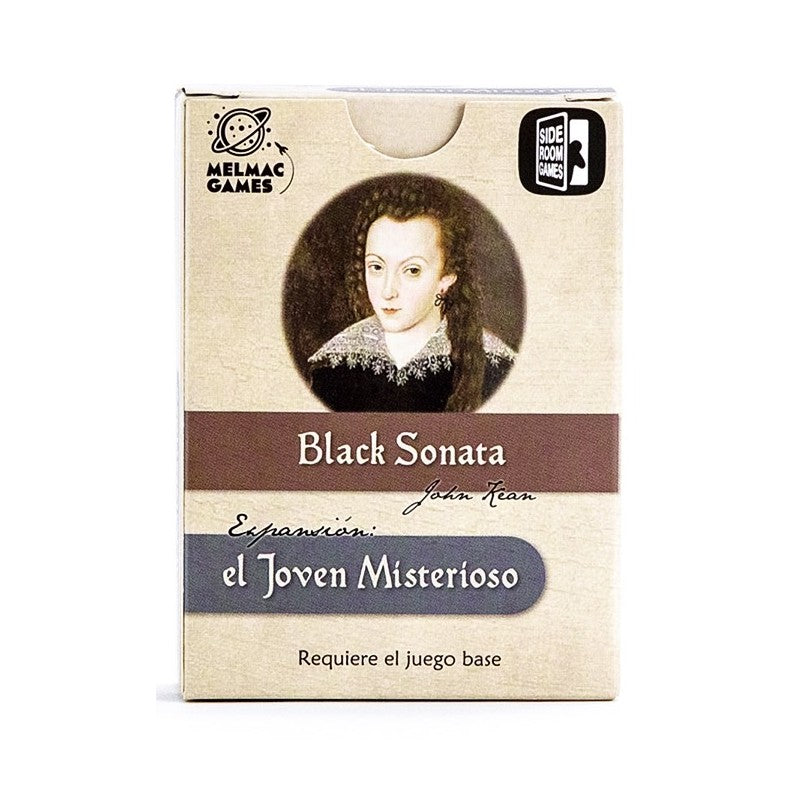 MELMAC
GAMES
SIDE
ROOM
GAMES
Black Sonata
John Kean
Expansión:
el Joven Misterioso
Requiere el juego base